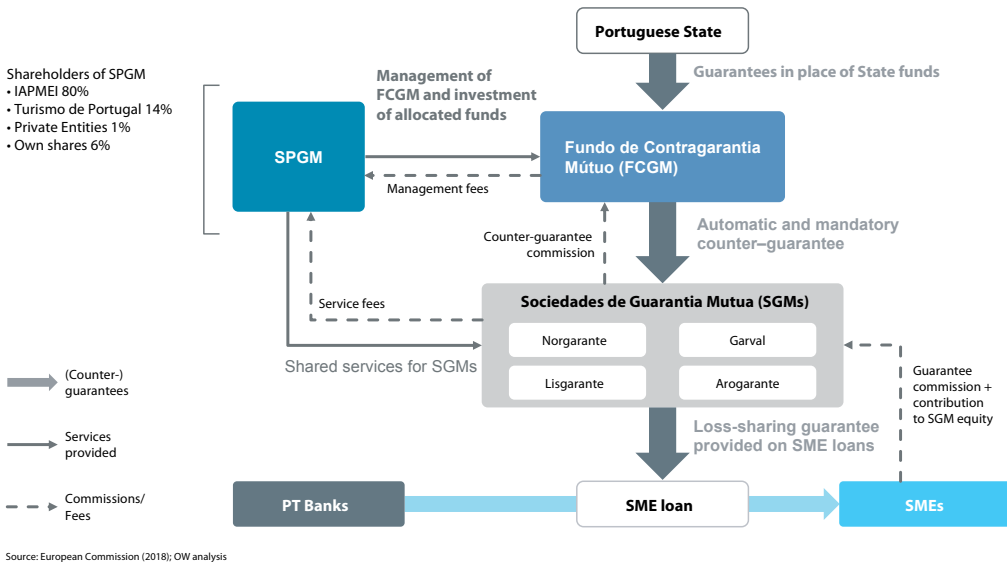 Portuguese State
Guarantees in place of State funds
Shareholders of SPGM
• IAPMEI 80%
• Turismo de Portugal 14%
• Private Entities 1%
• Own shares 6%
Management of
FCGM and investment
of allocated funds
SPGM
Fundo de Contragarantia
Mútuo (FCGM)
Management fees
Counter-guarantee
commission
Automatic and mandatory
counter–guarantee
Service fees
Sociedades de Guarantia Mutua (SGMs)
Norgarante
Garval
Lisgarante
Arogarante
Shared services for SGMs
Guarantee
commission +
contribution
to SGM equity
(Counter-)
guarantees
Loss-sharing guarantee
provided on SME loans
Services
provided
Commissions/
Fees
PT Banks
SME loan
SMEs
Source: European Commission (2018); OW analysis